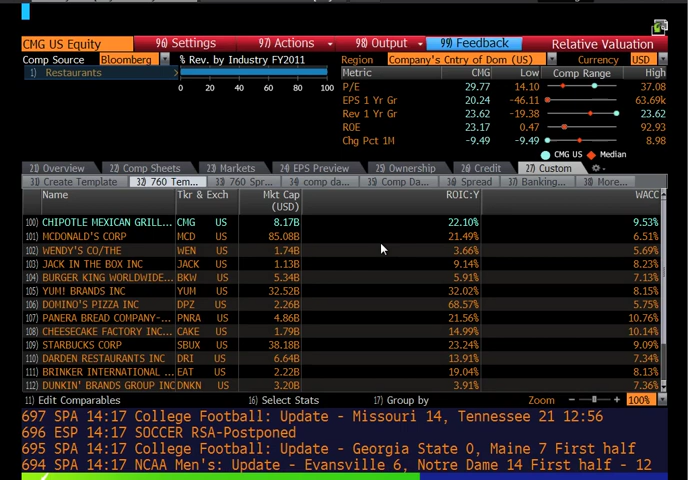 CMG US Equity 96) Settings 97) Actions 98) Output 99) Feedback Relative Valuation
Comp Source Bloomberg % Rev. by Industry FY2011 Region Company's Cntry of Dom (US) Currency USD
1) Restaurants Metric CMG Low Comp Range High
0 20 40 60 80 100
P/E 29.77 14.10 37.08
EPS 1 Yr Gr 20.24 -46.11 63.69k
Rev 1 Yr Gr 23.62 -19.38 23.62
ROE 23.17 0.47 92.93
Chg Pct 1M -9.49 -9.49 8.98
CMG US Median
21) Overview 22) Comp Sheets 23) Markets 24) EPS Preview 25) Ownership 26) Credit 27) Custom
31) Create Template 32) 760 Tem... 33) 760 Spr... 34) comp da... 35) Comp Da... 36) Spread 37) Banking... 38) More...
Name Tkr & Exch Mkt Cap (USD) ROIC:Y WACC
100) CHIPOTLE MEXICAN GRILL... CMG US 8.17B 22.10% 9.53%
101) MCDONALD'S CORP MCD US 85.08B 21.49% 6.51%
102) WENDY'S CO/THE WEN US 1.74B 3.66% 5.69%
103) JACK IN THE BOX INC JACK US 1.13B 9.14% 8.23%
104) BURGER KING WORLDWIDE... BKW US 5.34B 5.91% 7.13%
105) YUM! BRANDS INC YUM US 32.52B 32.02% 8.15%
106) DOMINO'S PIZZA INC DPZ US 2.26B 68.57% 5.75%
107) PANERA BREAD COMPANY-... PNRA US 4.86B 21.56% 10.76%
108) CHEESECAKE FACTORY INC... CAKE US 1.79B 14.99% 10.14%
109) STARBUCKS CORP SBUX US 38.18B 23.24% 9.09%
110) DARDEN RESTAURANTS INC DRI US 6.64B 13.91% 7.34%
111) BRINKER INTERNATIONAL ... EAT US 2.22B 19.04% 8.13%
112) DUNKIN' BRANDS GROUP INC DNKN US 3.20B 3.91% 7.36%
11) Edit Comparables 16) Select Stats 17) Group by Zoom - + 100%
697 SPA 14:17 College Football: Update - Missouri 14, Tennessee 21 12:56
696 ESP 14:17 SOCCER RSA-Postponed
695 SPA 14:17 College Football: Update - Georgia State 0, Maine 7 First half
694 SPA 14:17 NCAA Men's: Update - Evansville 6, Notre Dame 14 First half - 12